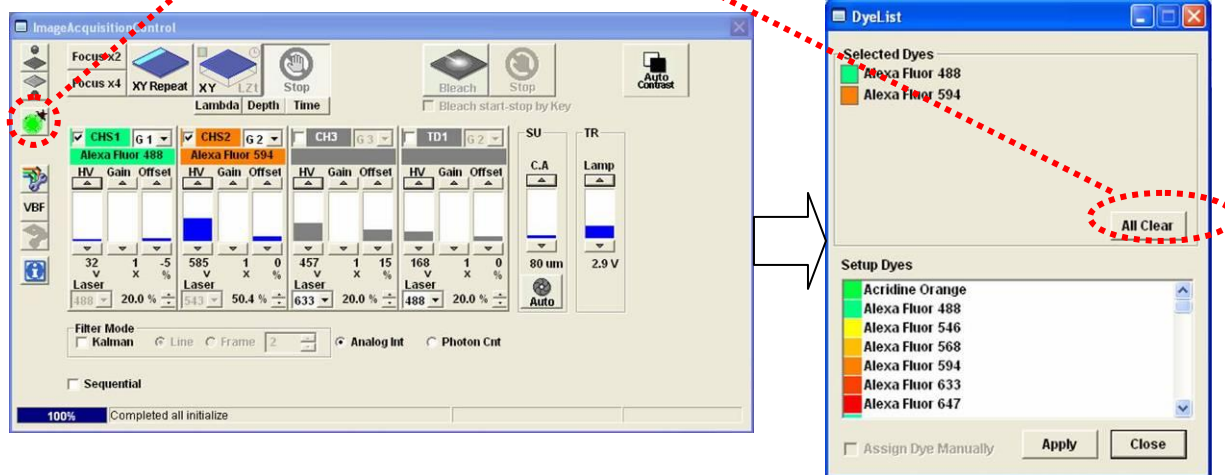 ImageAcquisitionControl
Focus x2
Focus x4
XY Repeat
XY
LZt
Stop
Lambda Depth Time
Bleach
Stop
Bleach start-stop by Key
Auto
Contrast
VBF
CHS1 G 1
Alexa Fluor 488
HV Gain Offset
32 1 -5
V X %
Laser
488 20.0 %
CHS2 G 2
Alexa Fluor 594
HV Gain Offset
585 1 0
V X %
Laser
543 50.4 %
CH3 G 3
HV Gain Offset
457 1 15
V X %
Laser
633 20.0 %
TD1 G 2
HV Gain Offset
168 1 0
V X %
Laser
488 20.0 %
SU
C.A
80 um
Auto
TR
Lamp
2.9 V
Filter Mode
Kalman Line Frame 2
Analog Int Photon Cnt
Sequential
100% Completed all initialize
DyeList
Selected Dyes
Alexa Fluor 488
Alexa Fluor 594
All Clear
Setup Dyes
Acridine Orange
Alexa Fluor 488
Alexa Fluor 546
Alexa Fluor 568
Alexa Fluor 594
Alexa Fluor 633
Alexa Fluor 647
Assign Dye Manually
Apply
Close